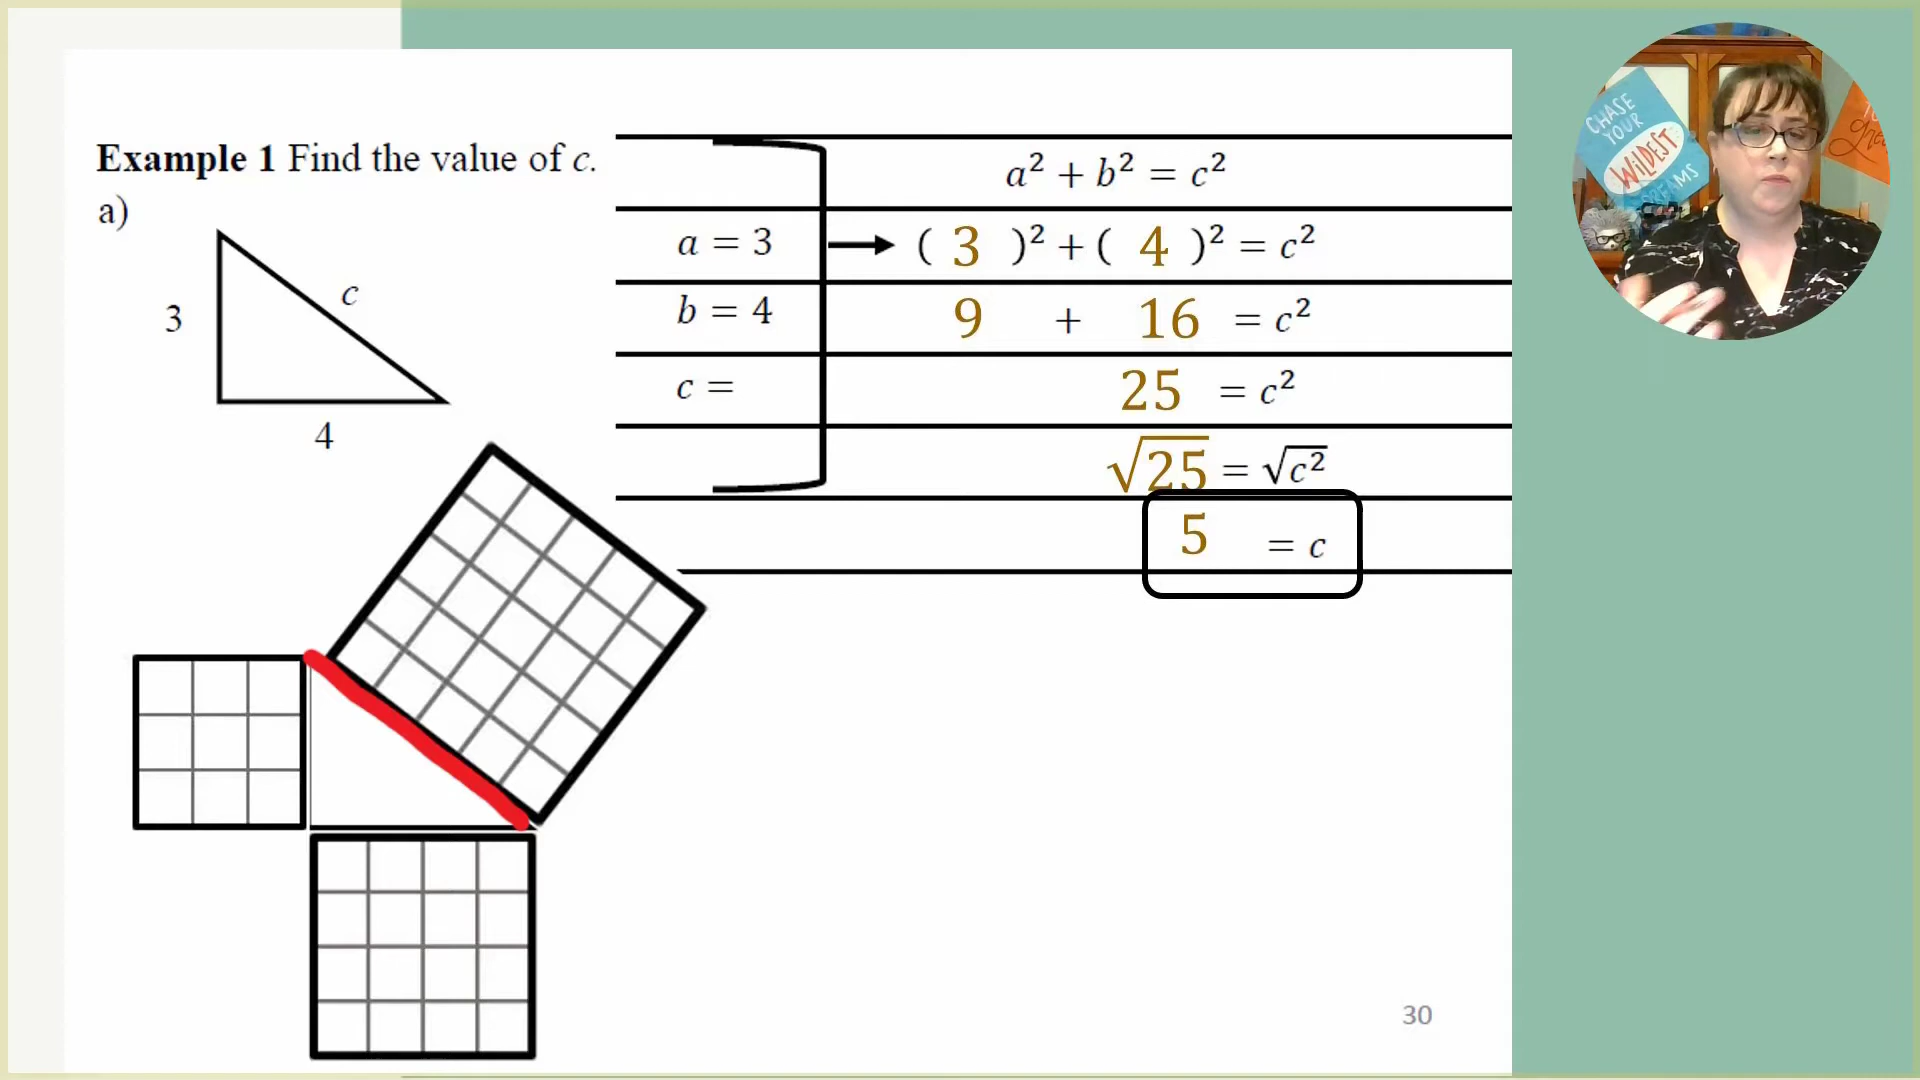 Example 1 Find the value of c.
a)
3
c
4
a = 3
b = 4
c =
a² + b² = c²
( 3 )² + ( 4 )² = c²
9 + 16 = c²
25 = c²
√25 = √c²
5 = c
30
CHASE
YOUR
WILDEST
DREAMS